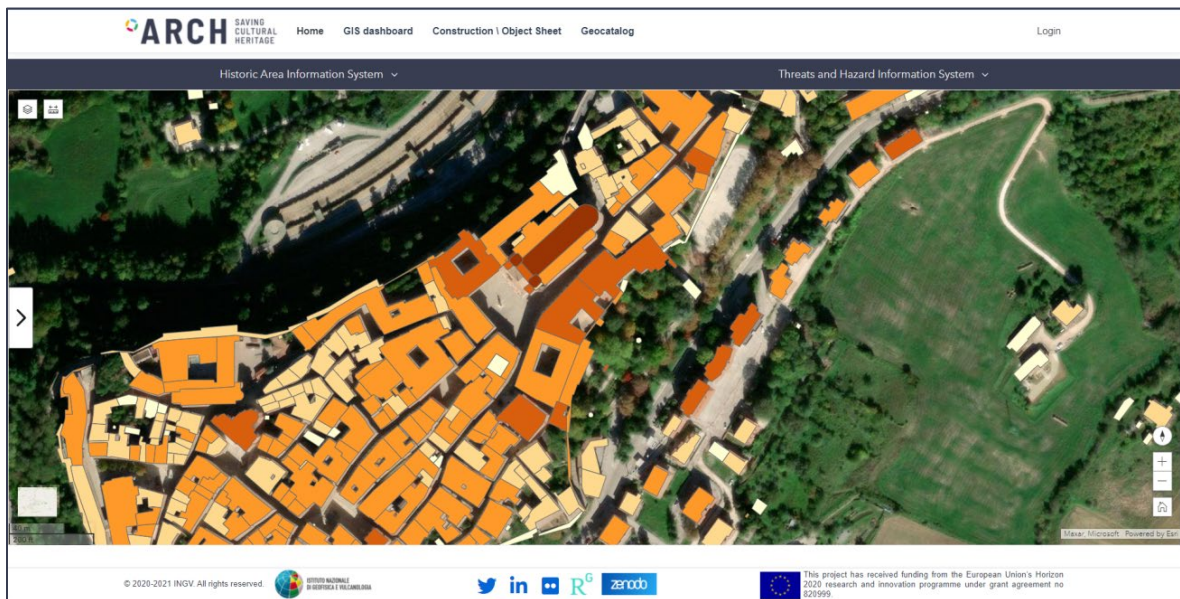 ARCH SAVING CULTURAL HERITAGE
Home GIS dashboard Construction \ Object Sheet Geocatalog Login
Historic Area Information System Threats and Hazard Information System
200 ft
Maxar, Microsoft Powered by Esri
© 2020-2021 INGV. All rights reserved.
ISTITUTO NAZIONALE
DI GEOFISICA E VULCANOLOGIA
in
RG
zenodo
This project has received funding from the European Union's Horizon
2020 research and innovation programme under grant agreement no
820999.